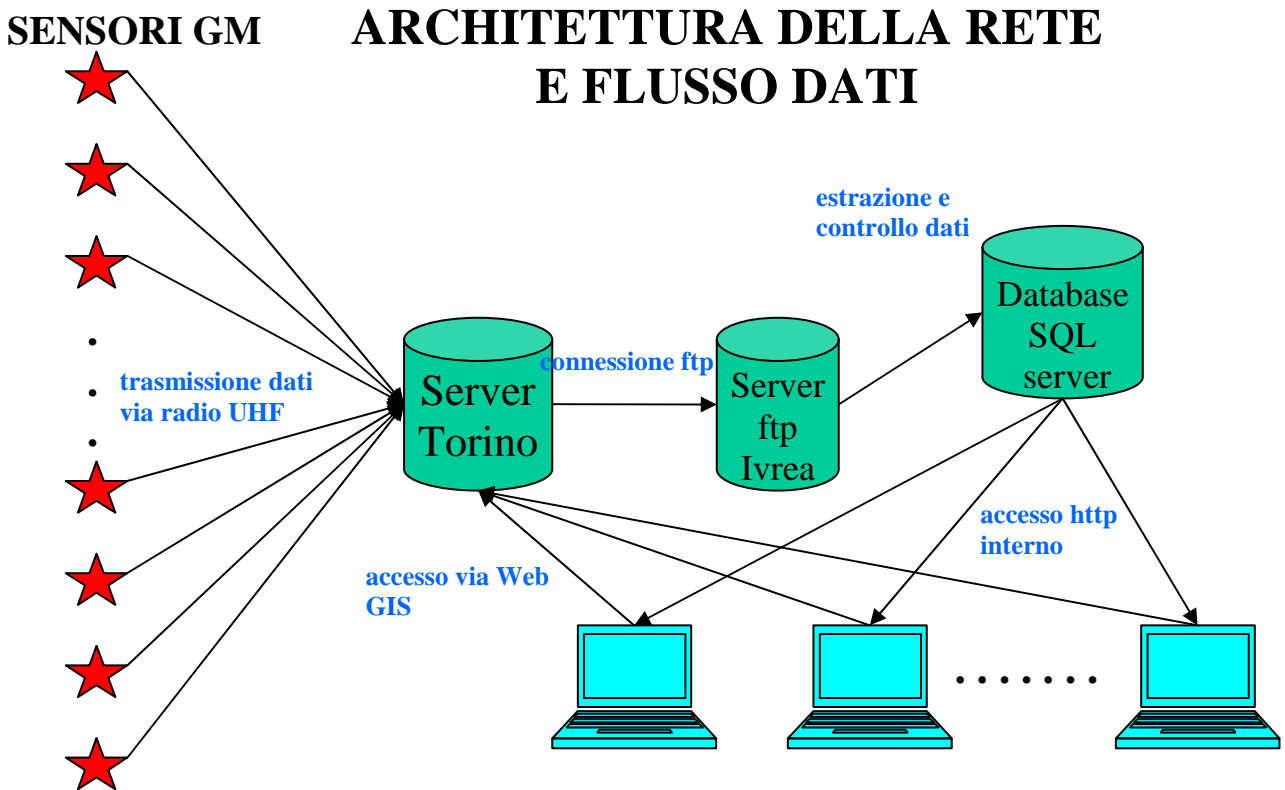 SENSORI GM
ARCHITETTURA DELLA RETE
E FLUSSO DATI
estrazione e
controllo dati
Database
SQL
server
connessione ftp
trasmissione dati
via radio UHF
Server
Torino
Server
ftp
Ivrea
accesso http
interno
accesso via Web
GIS